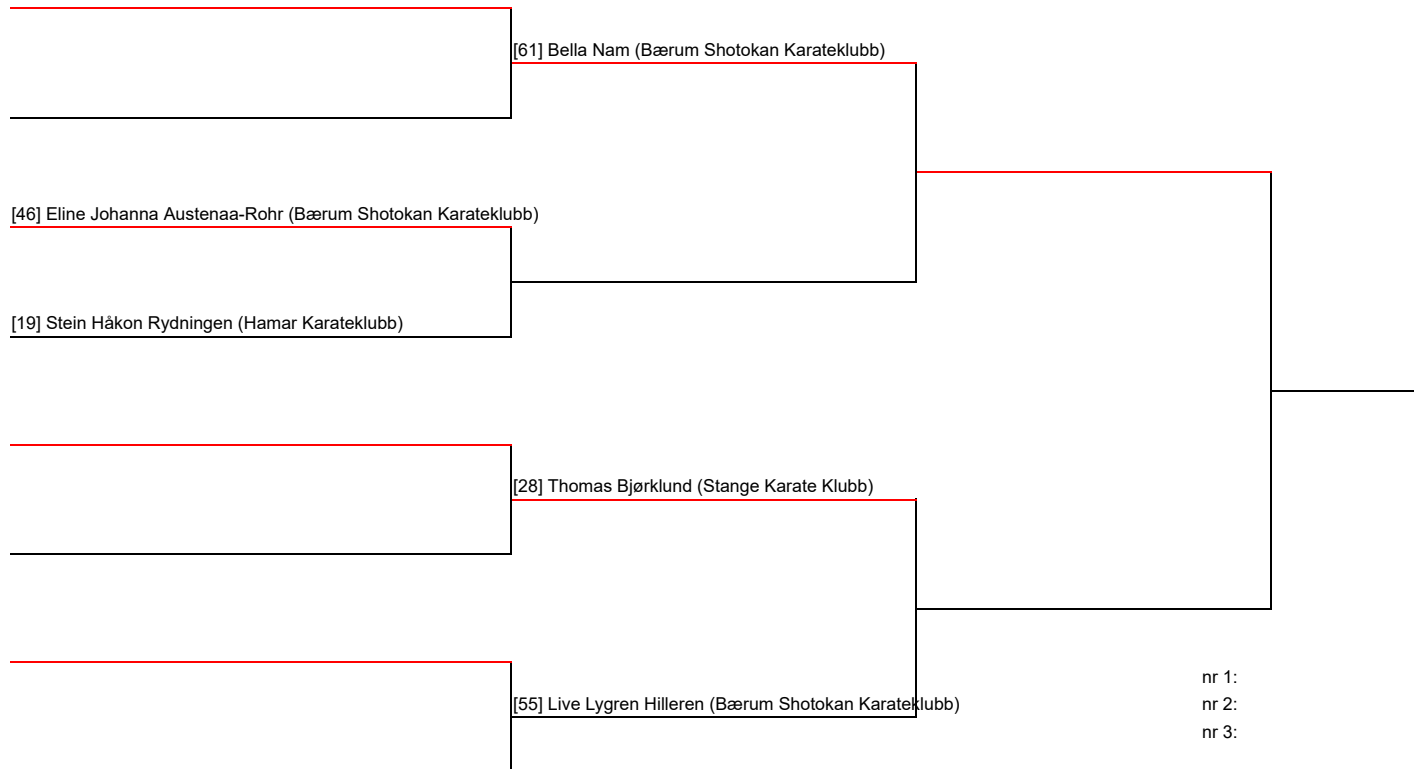 [61] Bella Nam (Bærum Shotokan Karateklubb)
[46] Eline Johanna Austenaa-Rohr (Bærum Shotokan Karateklubb)
[19] Stein Håkon Rydningen (Hamar Karateklubb)
[28] Thomas Bjørklund (Stange Karate Klubb)
[55] Live Lygren Hilleren (Bærum Shotokan Karateklubb)
nr 1:
nr 2:
nr 3: